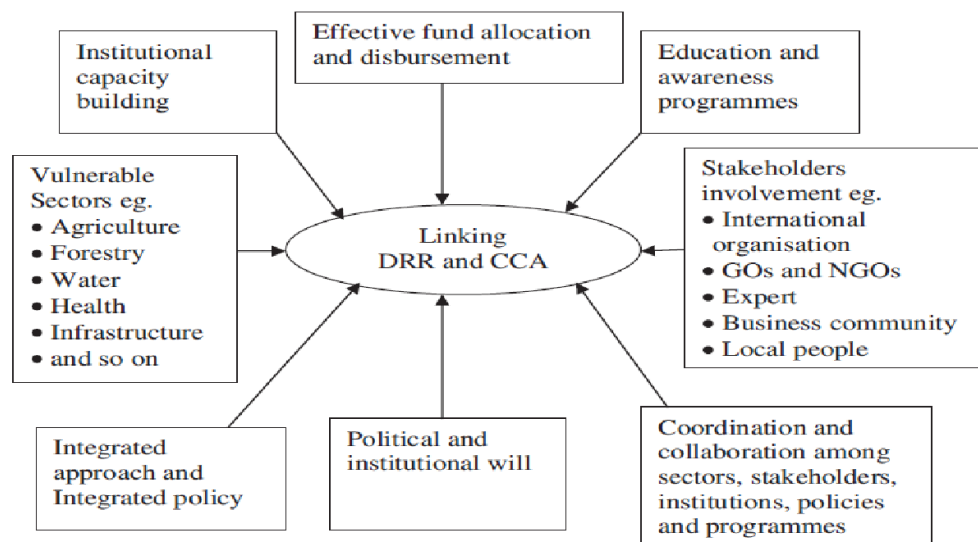 Institutional
capacity
building
Effective fund allocation
and disbursement
Education and
awareness
programmes
Vulnerable
Sectors eg.
• Agriculture
• Forestry
• Water
• Health
• Infrastructure
• and so on
Linking
DRR and CCA
Stakeholders
involvement eg.
• International
organisation
• GOs and NGOs
• Expert
• Business community
• Local people
Integrated
approach and
Integrated policy
Political and
institutional will
Coordination and
collaboration among
sectors, stakeholders,
institutions, policies
and programmes